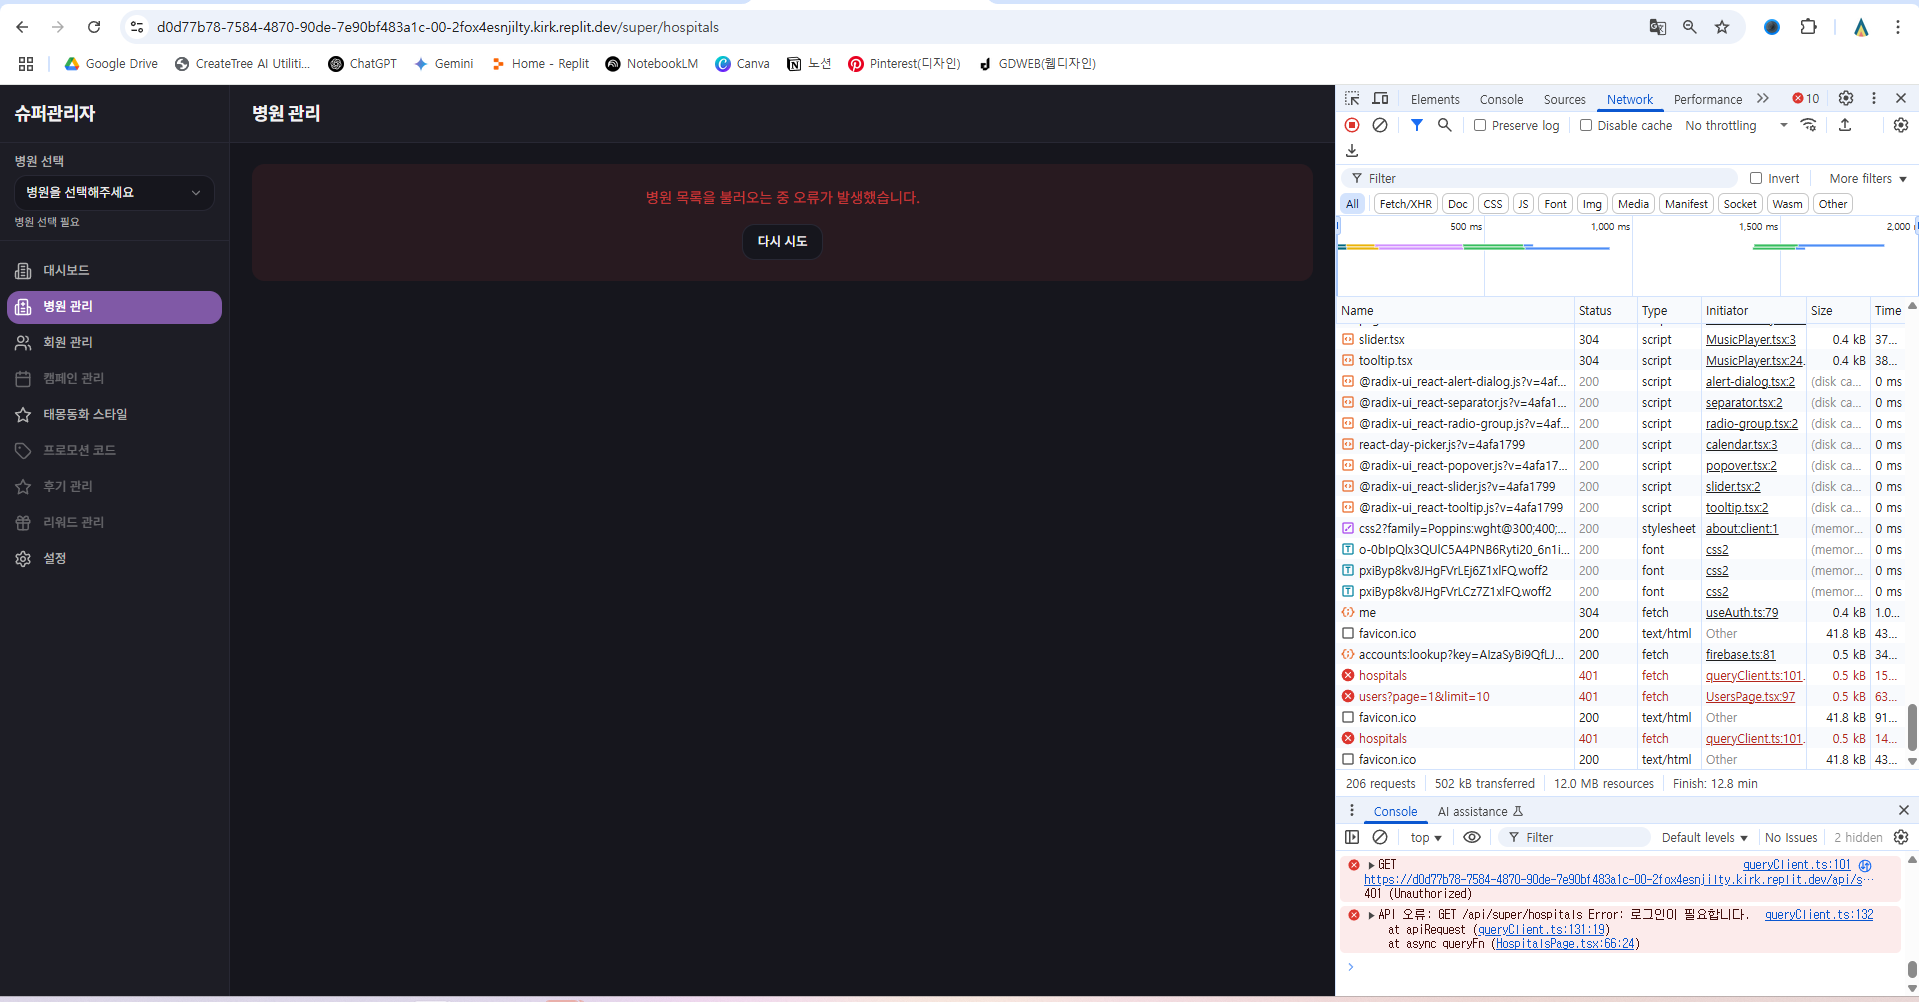 d0d77b78-7584-4870-90de-7e90bf483a1c-00-2fox4esnjilty.kirk.replit.dev/super/hospitals
Google Drive CreateTree AI Utiliti... ChatGPT Gemini Home - Replit NotebookLM Canva 노션 Pinterest(디자인) GDWEB(웹디자인)
슈퍼관리자
병원 선택
병원을 선택해주세요
병원 선택 필요
대시보드
병원 관리
회원 관리
캠페인 관리
태몽동화 스타일
프로모션 코드
후기 관리
리워드 관리
설정
병원 관리
병원 목록을 불러오는 중 오류가 발생했습니다.
다시 시도
Elements Console Sources Network Performance 10
Preserve log Disable cache No throttling
Filter Invert More filters
All Fetch/XHR Doc CSS JS Font Img Media Manifest Socket Wasm Other
500 ms 1,000 ms 1,500 ms 2,000
Name Status Type Initiator Size Time
slider.tsx 304 script MusicPlayer.tsx:3 0.4 kB 37...
tooltip.tsx 304 script MusicPlayer.tsx:24. 0.4 kB 38...
@radix-ui_react-alert-dialog.js?v=4af... 200 script alert-dialog.tsx:2 (disk ca... 0 ms
@radix-ui_react-separator.js?v=4afa1... 200 script separator.tsx:2 (disk ca... 0 ms
@radix-ui_react-radio-group.js?v=4af... 200 script radio-group.tsx:2 (disk ca... 0 ms
react-day-picker.js?v=4afa1799 200 script calendar.tsx:3 (disk ca... 0 ms
@radix-ui_react-popover.js?v=4afa17... 200 script popover.tsx:2 (disk ca... 0 ms
@radix-ui_react-slider.js?v=4afa1799 200 script slider.tsx:2 (disk ca... 0 ms
@radix-ui_react-tooltip.js?v=4afa1799 200 script tooltip.tsx:2 (disk ca... 0 ms
css2?family=Poppins:wght@300;400;... 200 stylesheet about:client:1 (memor... 0 ms
o-0bIpQlx3QUlC5A4PNB6Ryti20_6n1i... 200 font css2 (memor... 0 ms
pxiByp8kv8JHgFVrLEj6Z1xlFQ.woff2 200 font css2 (memor... 0 ms
pxiByp8kv8JHgFVrLCz7Z1xlFQ.woff2 200 font css2 (memor... 0 ms
me 304 fetch useAuth.ts:79 0.4 kB 1.0...
favicon.ico 200 text/html Other 41.8 kB 43...
accounts:lookup?key=AIzaSyBi9QfLJ... 200 fetch firebase.ts:81 0.5 kB 34...
hospitals 401 fetch queryClient.ts:101. 0.5 kB 15...
users?page=1&limit=10 401 fetch UsersPage.tsx:97 0.5 kB 63...
favicon.ico 200 text/html Other 41.8 kB 91...
hospitals 401 fetch queryClient.ts:101. 0.5 kB 14...
favicon.ico 200 text/html Other 41.8 kB 43...
206 requests 502 kB transferred 12.0 MB resources Finish: 12.8 min
Console AI assistance
top Filter Default levels No Issues 2 hidden
GET queryClient.ts:101
https://d0d77b78-7584-4870-90de-7e90bf483a1c-00-2fox4esnjilty.kirk.replit.dev/api/s…
401 (Unauthorized)
API 오류: GET /api/super/hospitals Error: 로그인이 필요합니다. queryClient.ts:132
at apiRequest (queryClient.ts:131:19)
at async queryFn (HospitalsPage.tsx:66:24)